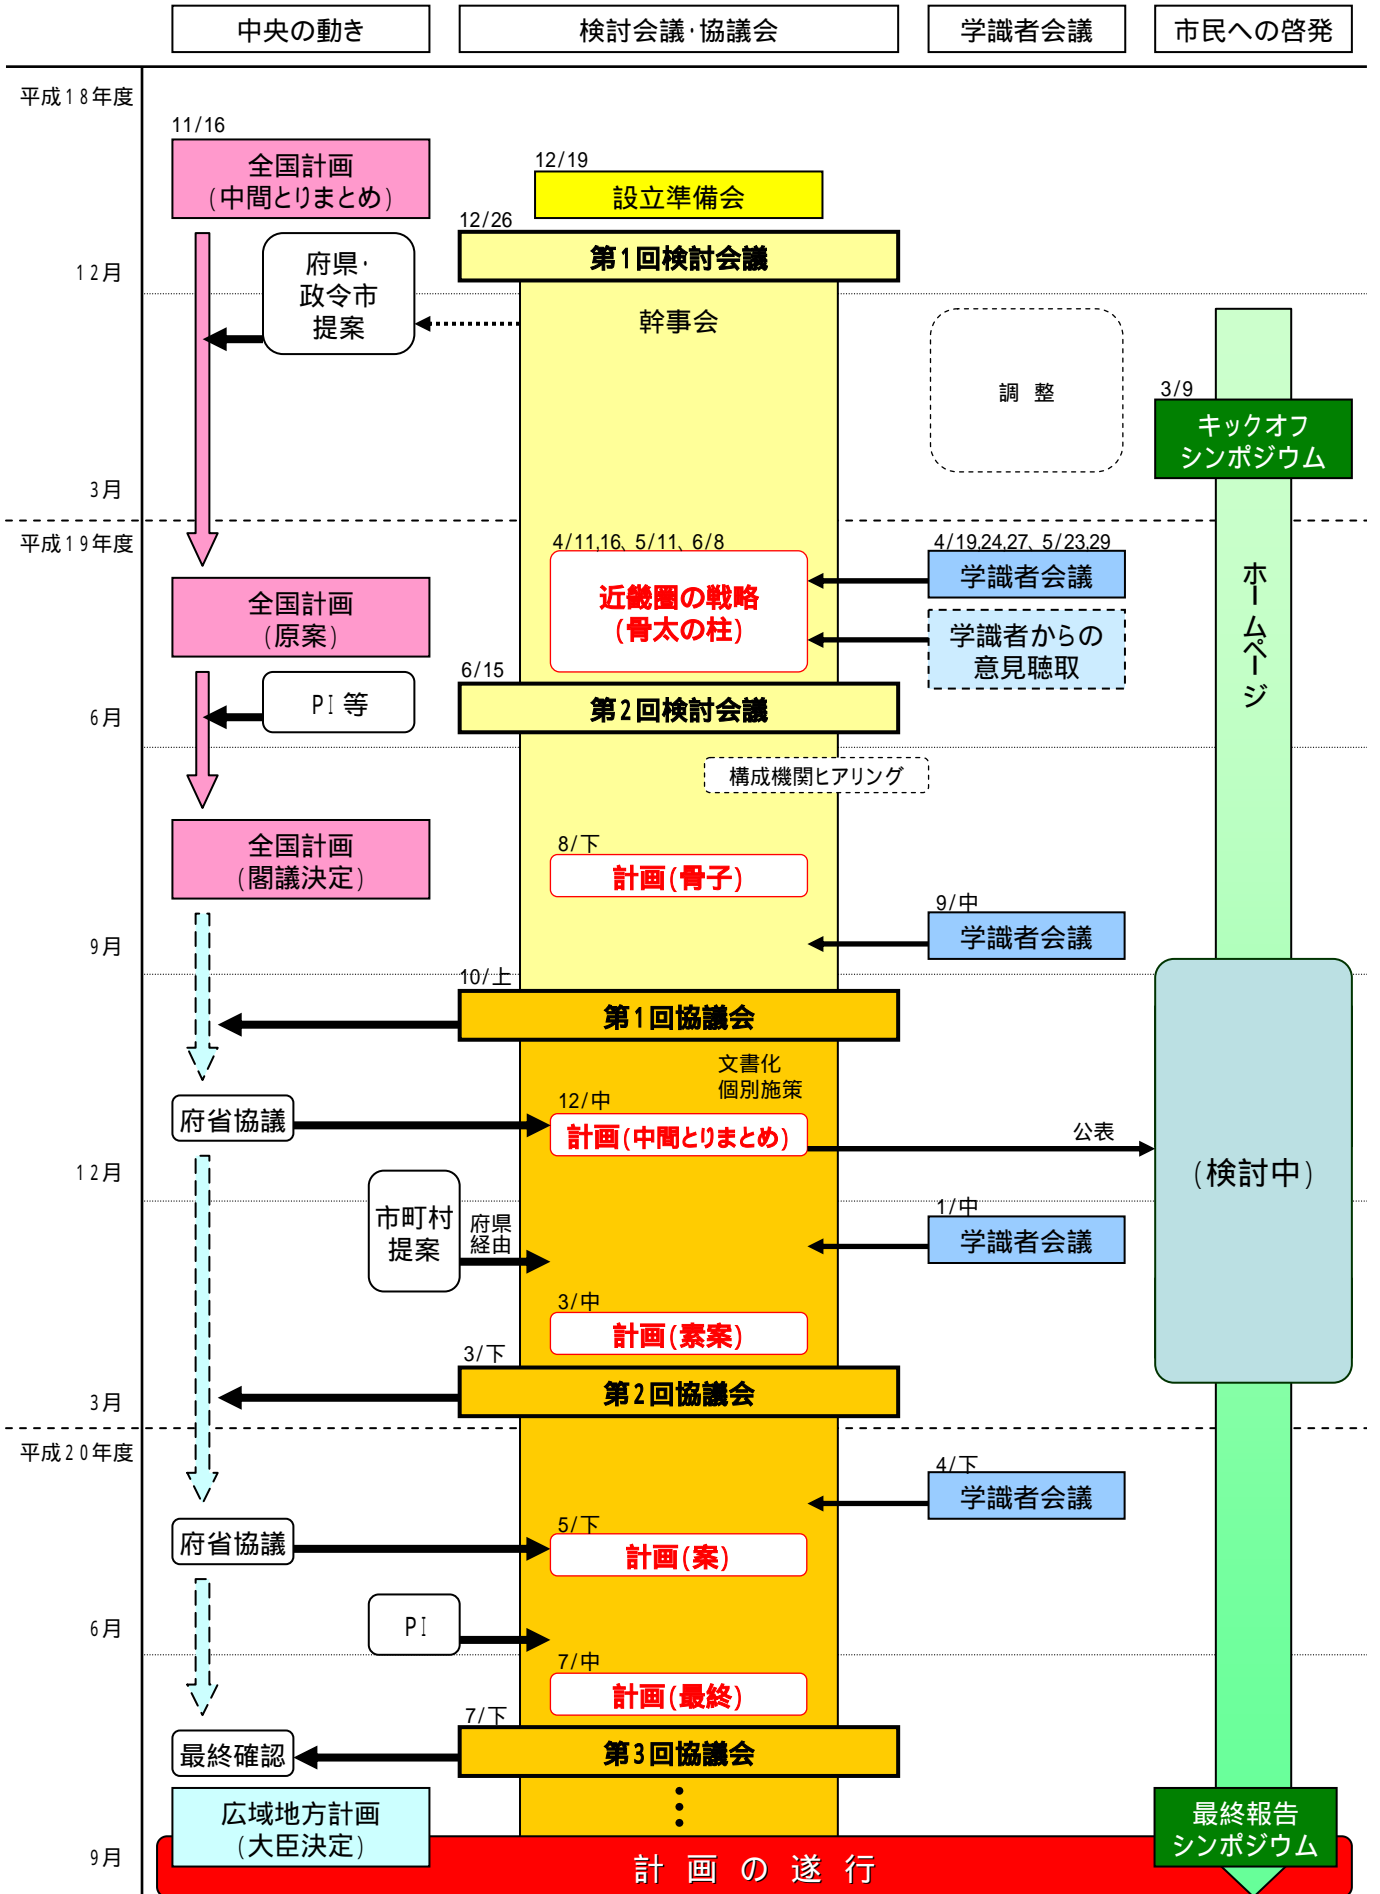 中央の動き
検討会議・協議会
学識者会議
市民への啓発
平成18年度
11/16
全国計画
(中間とりまとめ)
12/19
設立準備会
12/26
第1回検討会議
12月
府県・
政令市
提案
幹事会
調 整
3/9
キックオフ
シンポジウム
3月
平成19年度
4/11,16、5/11、6/8
近畿圏の戦略
(骨太の柱)
4/19,24,27、5/23,29
学識者会議
学識者からの
意見聴取
ホームページ
全国計画
(原案)
6/15
第2回検討会議
PI 等
6月
構成機関ヒアリング
全国計画
(閣議決定)
8/下
計画(骨子)
9/中
学識者会議
9月
10/上
第1回協議会
文書化
個別施策
府省協議
12/中
計画(中間とりまとめ)
公表
(検討中)
12月
市町村
提案
府県
経由
1/中
学識者会議
3/中
計画(素案)
3/下
第2回協議会
3月
平成20年度
4/下
学識者会議
府省協議
5/下
計画(案)
PI
6月
7/中
計画(最終)
7/下
第3回協議会
最終確認
広域地方計画
(大臣決定)
最終報告
シンポジウム
9月
計 画 の 遂 行